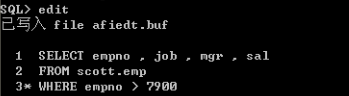 SQL> edit
已写入 file afiedt.buf
1 SELECT empno , job , mgr , sal
2 FROM scott.emp
3* WHERE empno > 7900